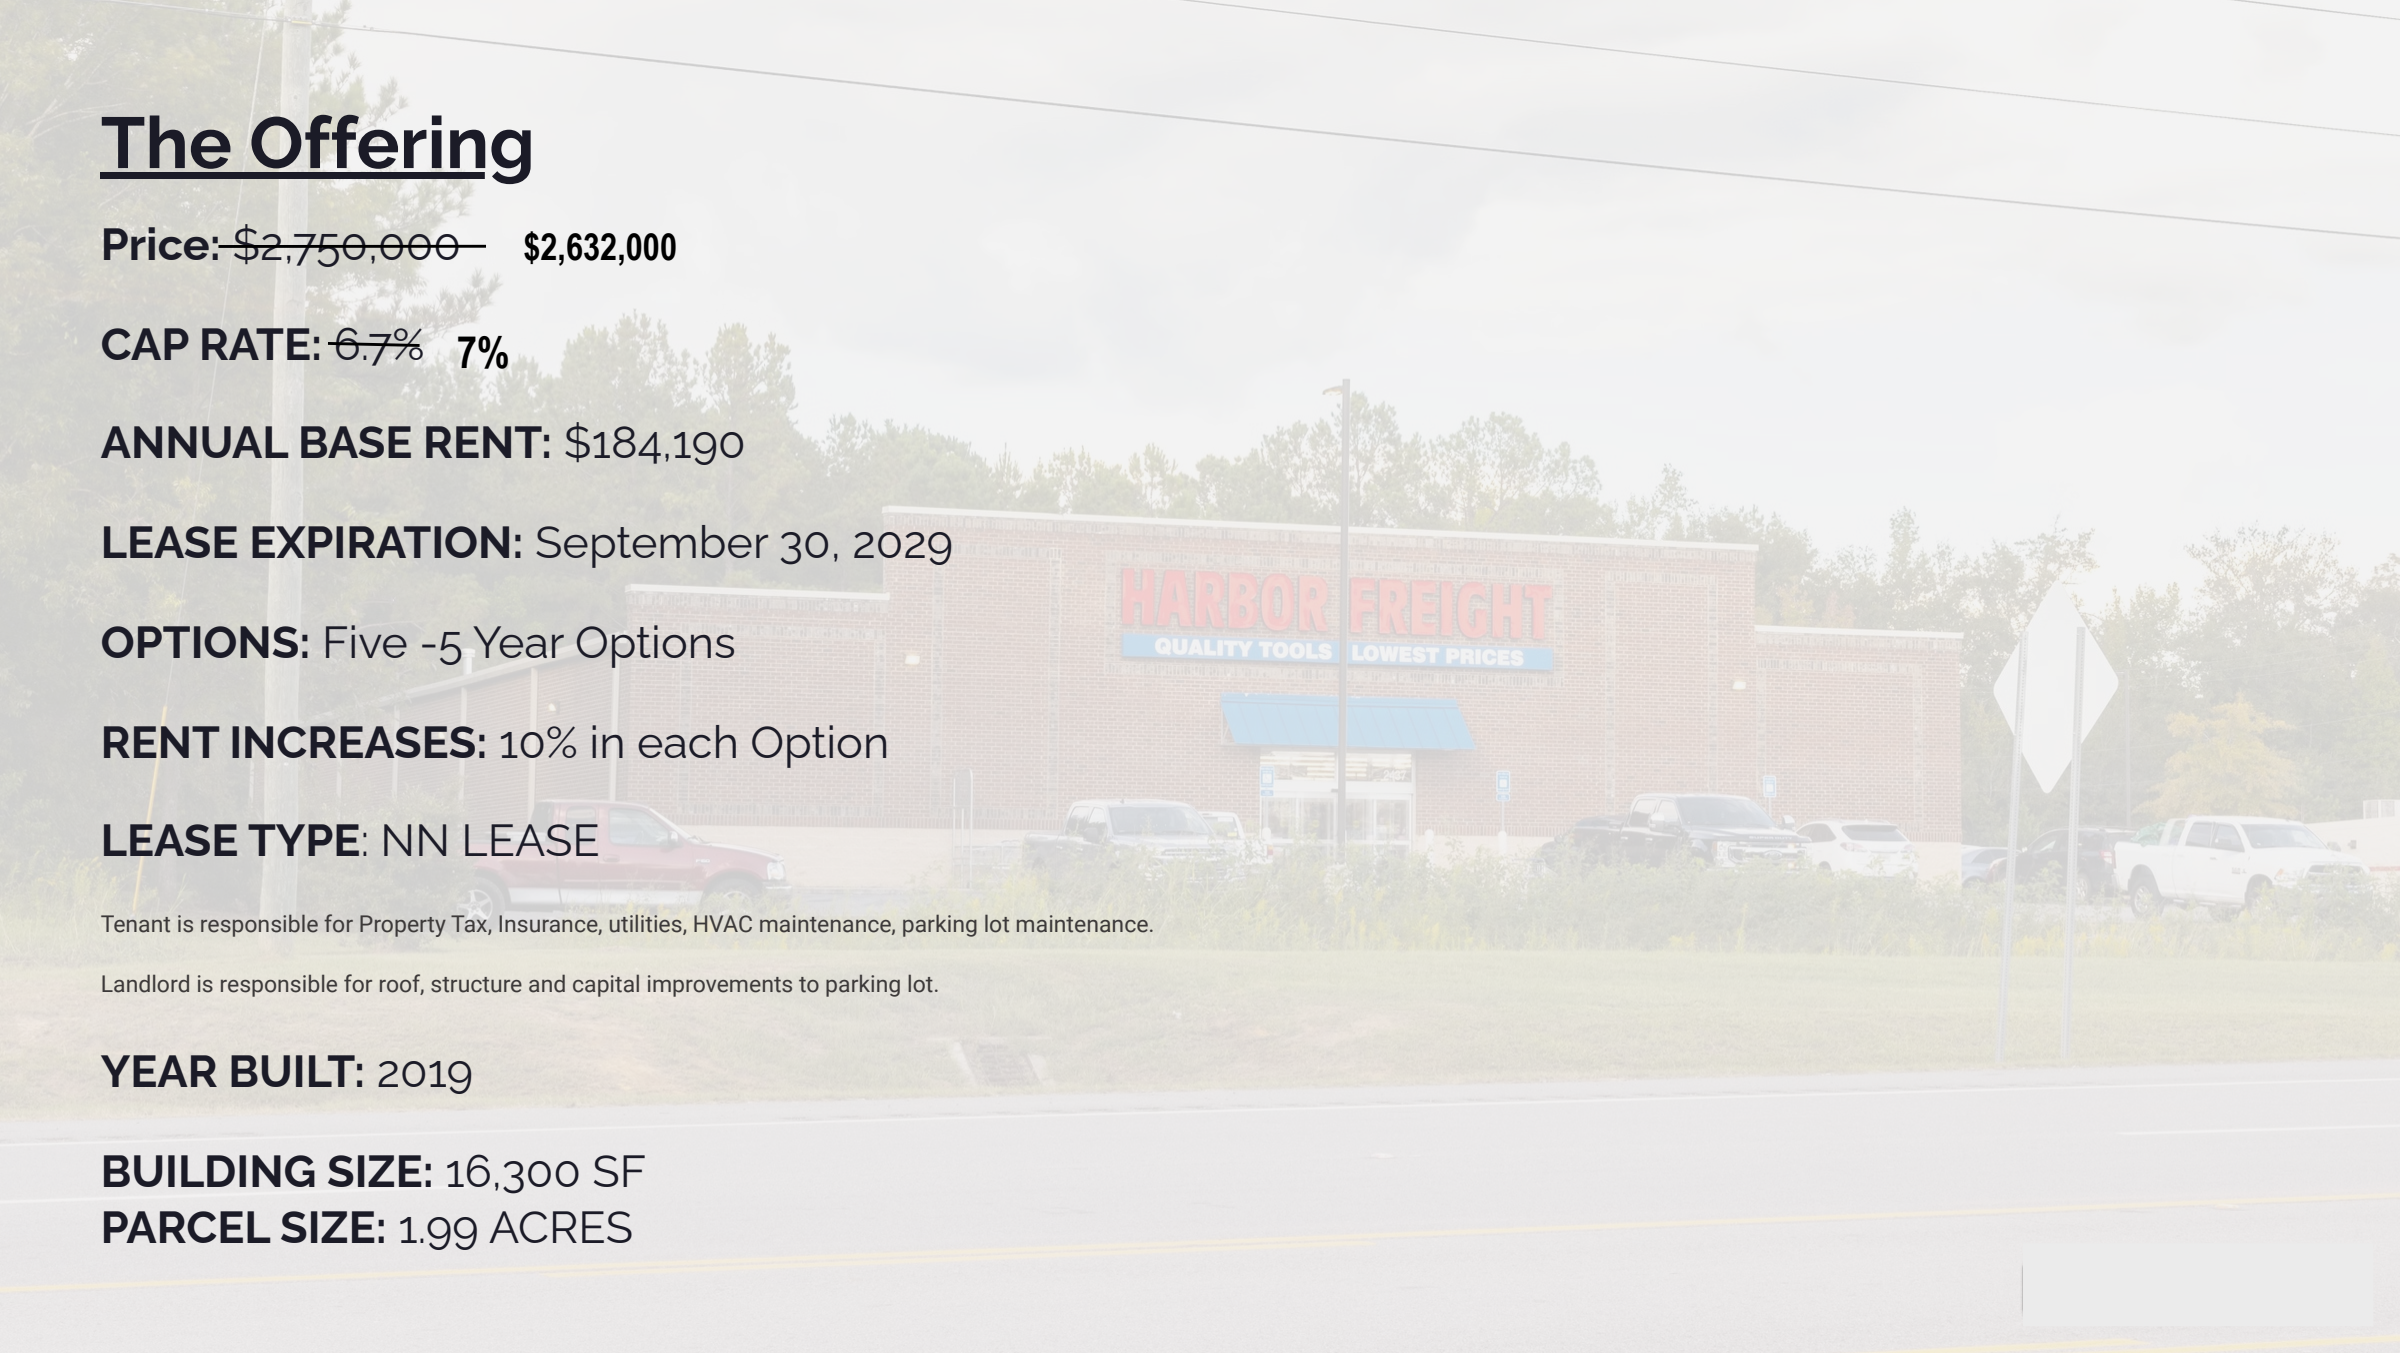 The Offering
Price: $2,750,000 $2,632,000
CAP RATE: 6.7% 7%
ANNUAL BASE RENT: $184,190
LEASE EXPIRATION: September 30, 2029
OPTIONS: Five -5 Year Options
HARBOR FREIGHT
QUALITY TOOLS LOWEST PRICES
RENT INCREASES: 10% in each Option
LEASE TYPE: NN LEASE
Tenant is responsible for Property Tax, Insurance, utilities, HVAC maintenance, parking lot maintenance.
Landlord is responsible for roof, structure and capital improvements to parking lot.
YEAR BUILT: 2019
BUILDING SIZE: 16,300 SF
PARCEL SIZE: 1.99 ACRES